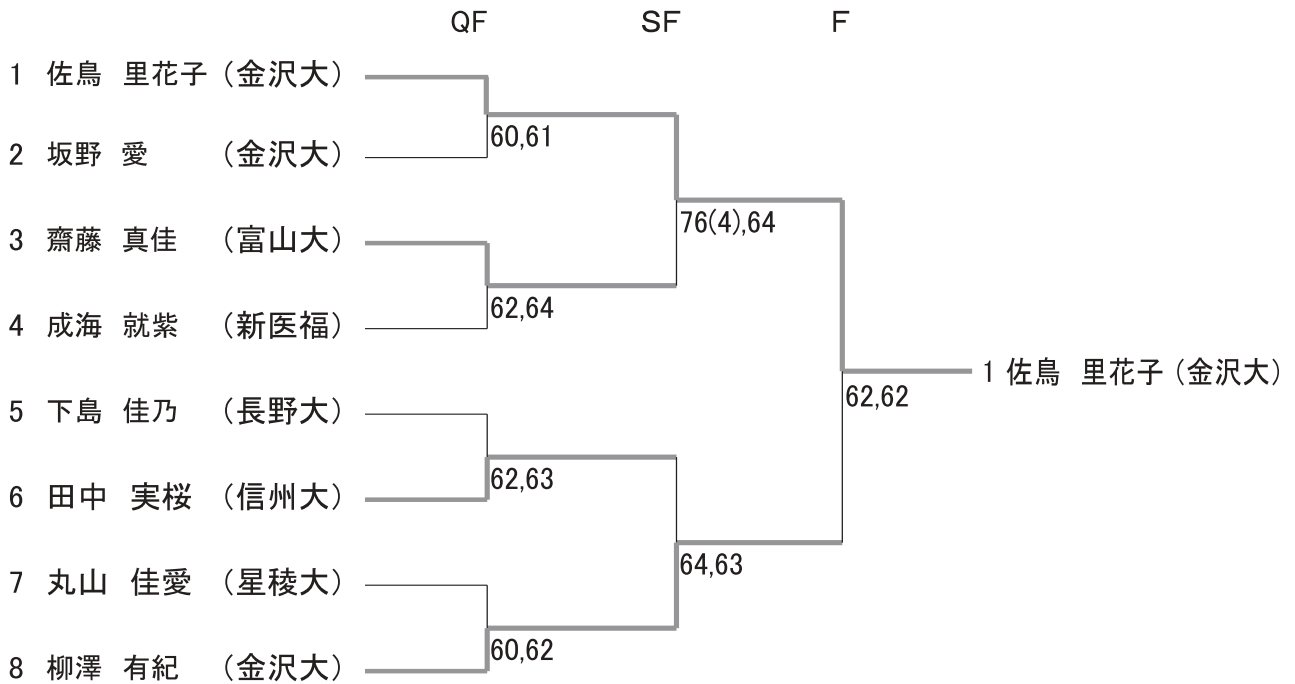 QF SF F
1 佐鳥 里花子 (金沢大)
60,61
2 坂野 愛 (金沢大)
76(4),64
3 齋藤 真佳 (富山大)
62,64
4 成海 就紫 (新医福)
1 佐鳥 里花子 (金沢大)
62,62
5 下島 佳乃 (長野大)
62,63
6 田中 実桜 (信州大)
64,63
7 丸山 佳愛 (星稜大)
60,62
8 柳澤 有紀 (金沢大)